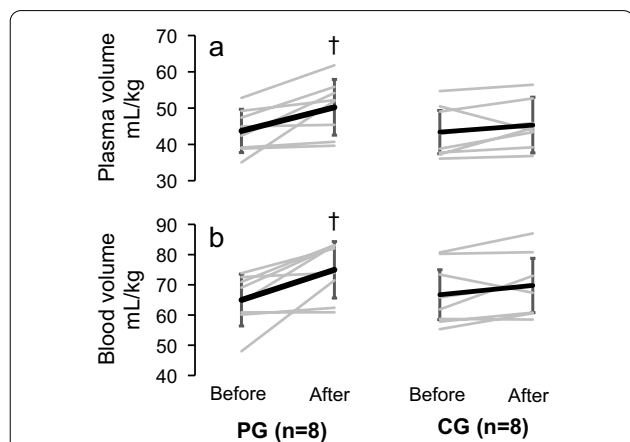 a
†
Plasma volume
mL/kg
70
60
50
40
30
b
†
Blood volume
mL/kg
90
80
70
60
50
40
Before After Before After
PG (n=8) CG (n=8)